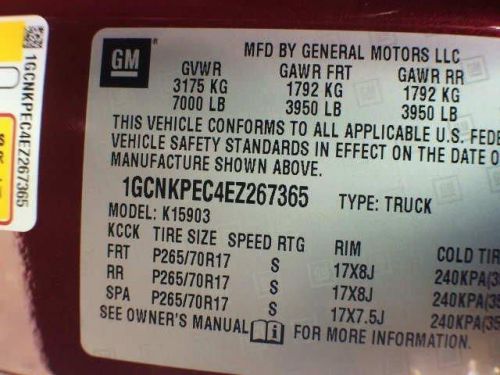 GM
MFD BY GENERAL MOTORS LLC
GVWR GAWR FRT GAWR RR
3175 KG 1792 KG 1792 KG
7000 LB 3950 LB 3950 LB
THIS VEHICLE CONFORMS TO ALL APPLICABLE U.S. FEDE
VEHICLE SAFETY STANDARDS IN EFFECT ON THE DATE O
MANUFACTURE SHOWN ABOVE.
1GCNKPEC4EZ267365 TYPE: TRUCK
MODEL: K15903
KCCK TIRE SIZE SPEED RTG RIM COLD TI
FRT P265/70R17 S 17X8J 240KPA(35
RR P265/70R17 S 17X8J 240KPA(35
SPA P265/70R17 S 17X7.5J 240KPA(35
SEE OWNER'S MANUAL FOR MORE INFORMATION.
1GCNKPEC4EZ267365